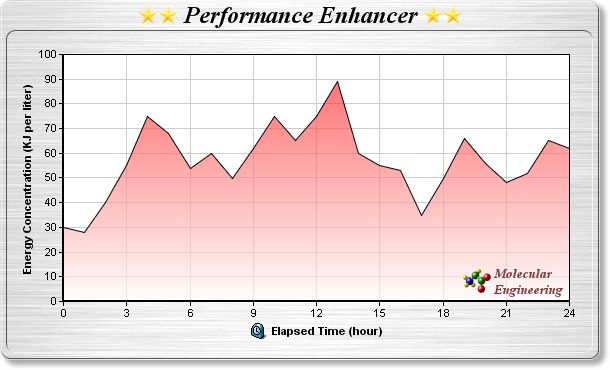 Performance Enhancer
Energy Concentration (KJ per liter)
100
90
80
70
60
50
40
30
20
10
0
0 3 6 9 12 15 18 21 24
Elapsed Time (hour)
Molecular
Engineering